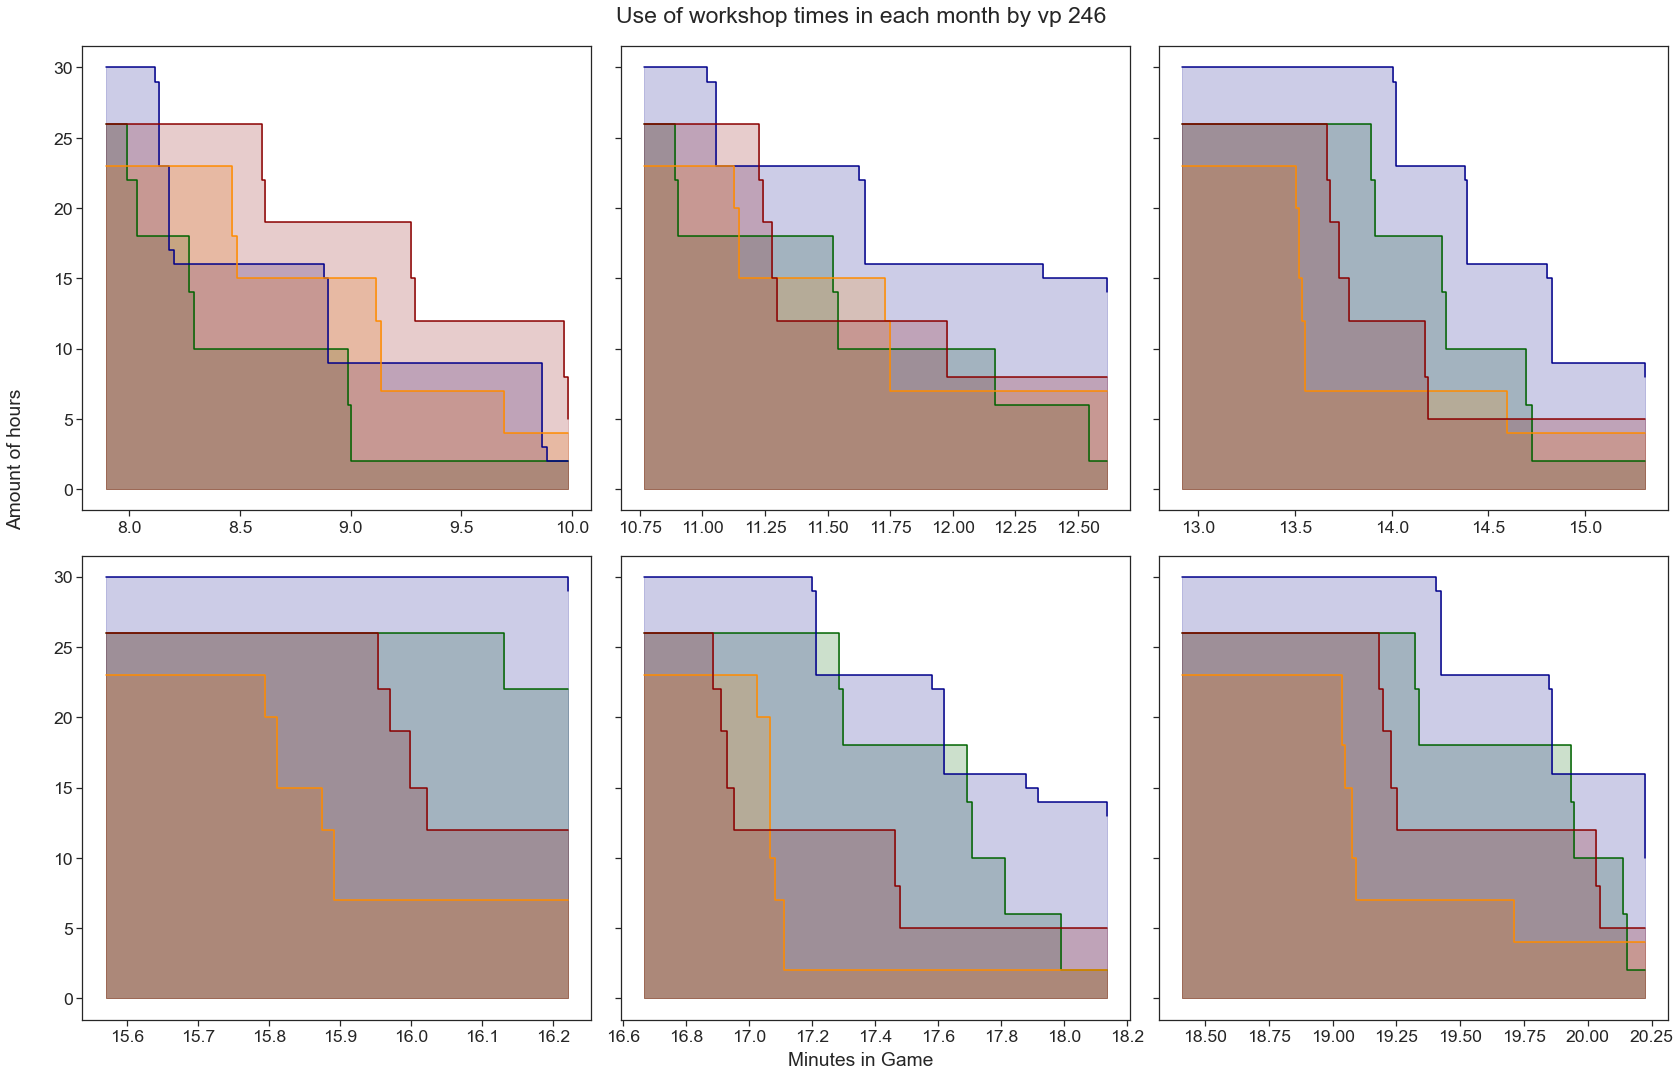 Use of workshop times in each month by vp 246
Amount of hours
30
25
20
15
10
5
0
8.0 8.5 9.0 9.5 10.0
10.75 11.00 11.25 11.50 11.75 12.00 12.25 12.50
13.0 13.5 14.0 14.5 15.0
30
25
20
15
10
5
0
15.6 15.7 15.8 15.9 16.0 16.1 16.2
16.6 16.8 17.0 17.2 17.4 17.6 17.8 18.0 18.2
18.50 18.75 19.00 19.25 19.50 19.75 20.00 20.25
Minutes in Game